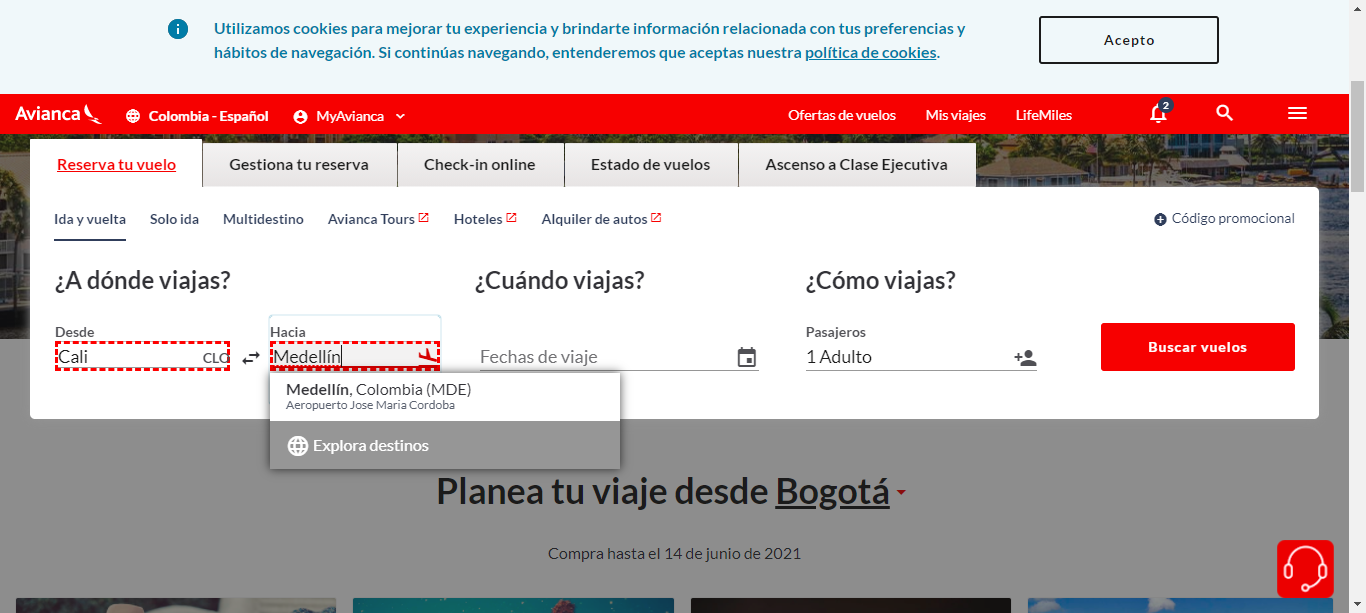 Utilizamos cookies para mejorar tu experiencia y brindarte información relacionada con tus preferencias y
hábitos de navegación. Si continúas navegando, entenderemos que aceptas nuestra política de cookies.
Acepto
Avianca
Colombia - Español
MyAvianca
Ofertas de vuelos
Mis viajes
LifeMiles
2
Reserva tu vuelo
Gestiona tu reserva
Check-in online
Estado de vuelos
Ascenso a Clase Ejecutiva
Ida y vuelta
Solo ida
Multidestino
Avianca Tours
Hoteles
Alquiler de autos
Código promocional
¿A dónde viajas?
¿Cuándo viajas?
¿Cómo viajas?
Desde
Hacia
Pasajeros
Cali
CLO
Medellín
Fechas de viaje
1 Adulto
Buscar vuelos
Medellín, Colombia (MDE)
Aeropuerto Jose Maria Cordoba
Explora destinos
Planea tu viaje desde Bogotá
Compra hasta el 14 de junio de 2021